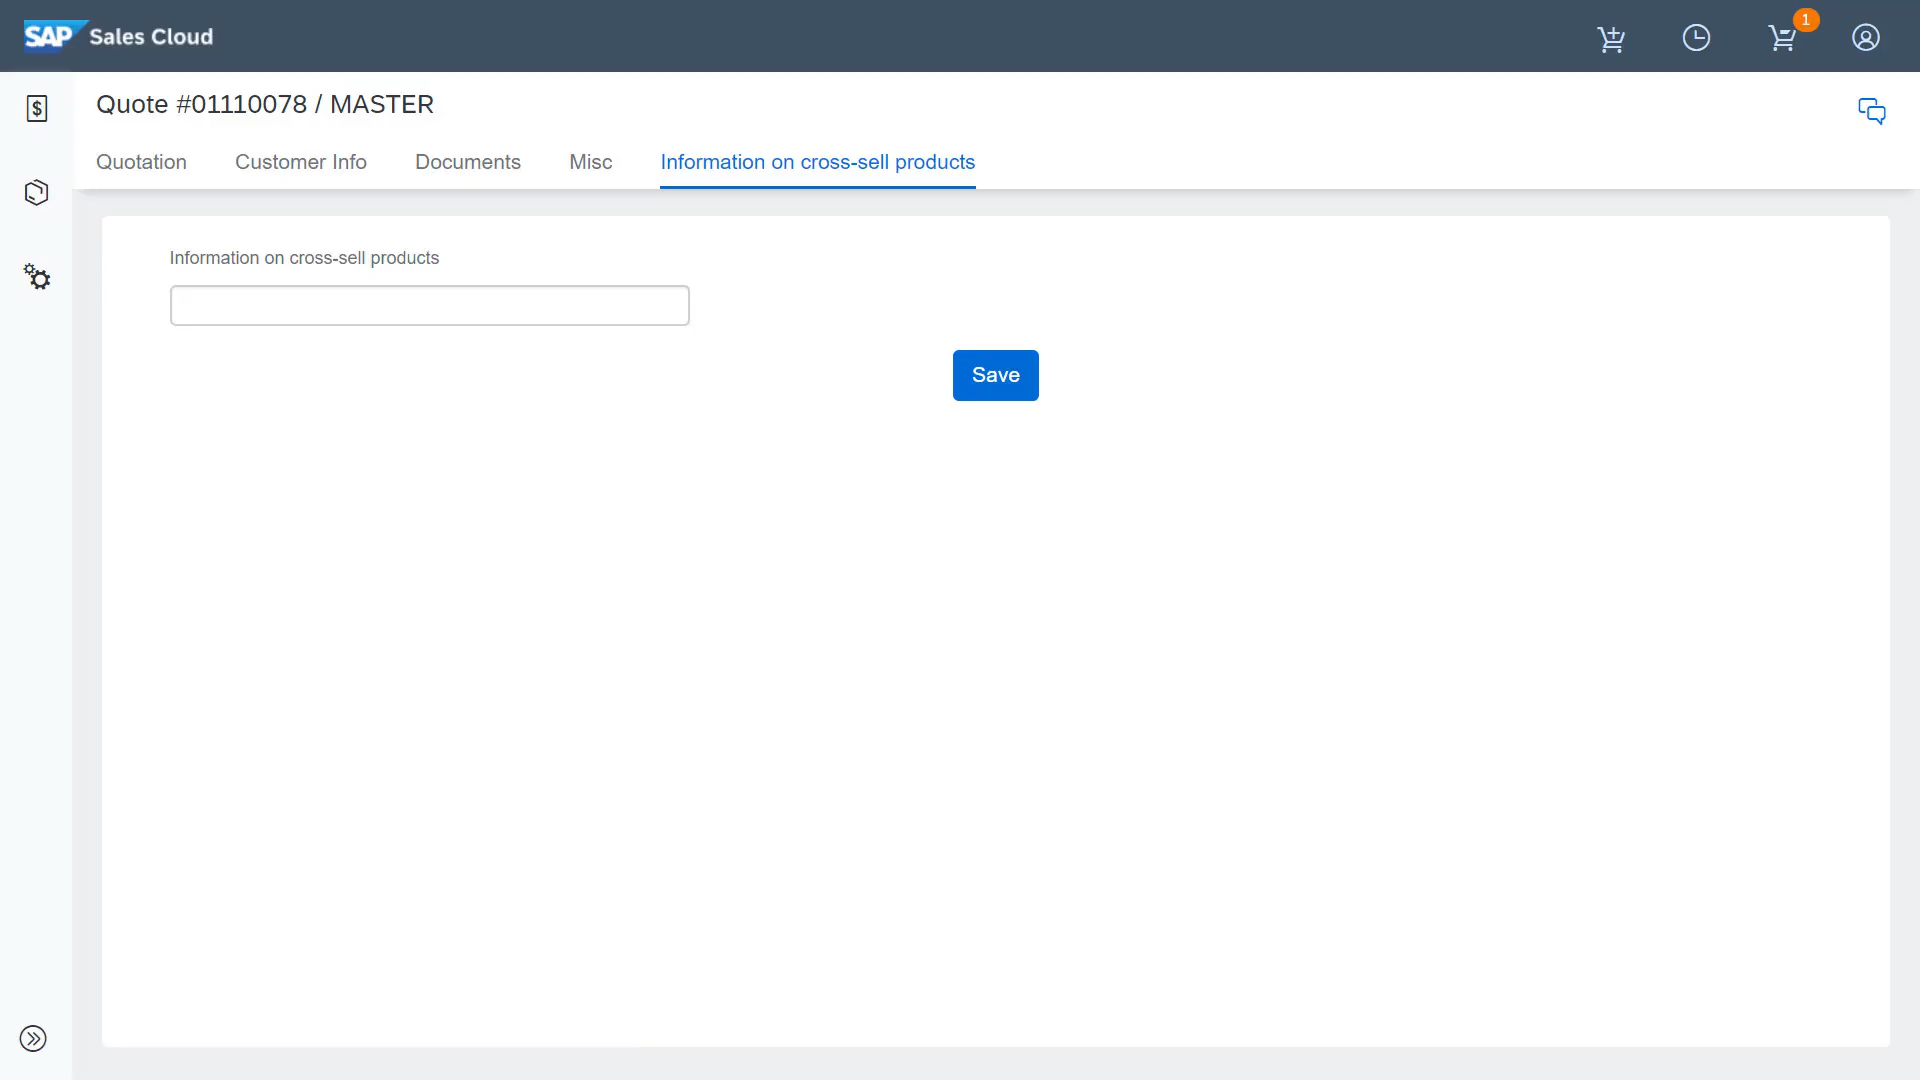 SAP Sales Cloud
1
$
Quote #01110078 / MASTER
Quotation Customer Info Documents Misc Information on cross-sell products
Information on cross-sell products
Save